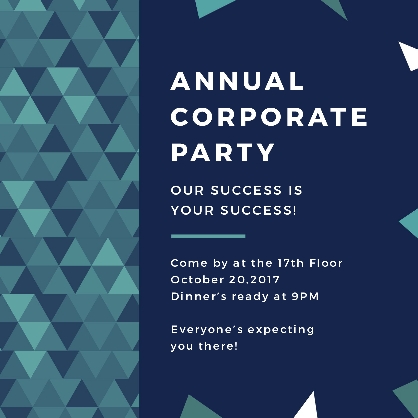 ANNUAL
CORPORATE
PARTY
OUR SUCCESS IS
YOUR SUCCESS!
Come by at the 17th Floor
October 20,2017
Dinner's ready at 9PM
Everyone's expecting
you there!